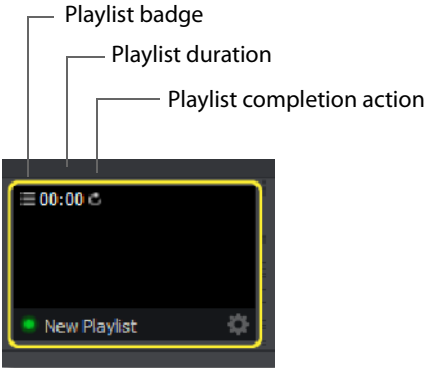 Playlist badge
Playlist duration
Playlist completion action
00:00
New Playlist